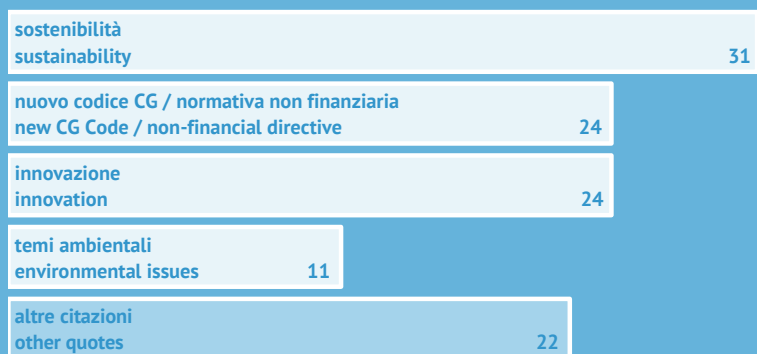 sostenibilità
sustainability 31
nuovo codice CG / normativa non finanziaria
new CG Code / non-financial directive 24
innovazione
innovation 24
temi ambientali
environmental issues 11
altre citazioni
other quotes 22